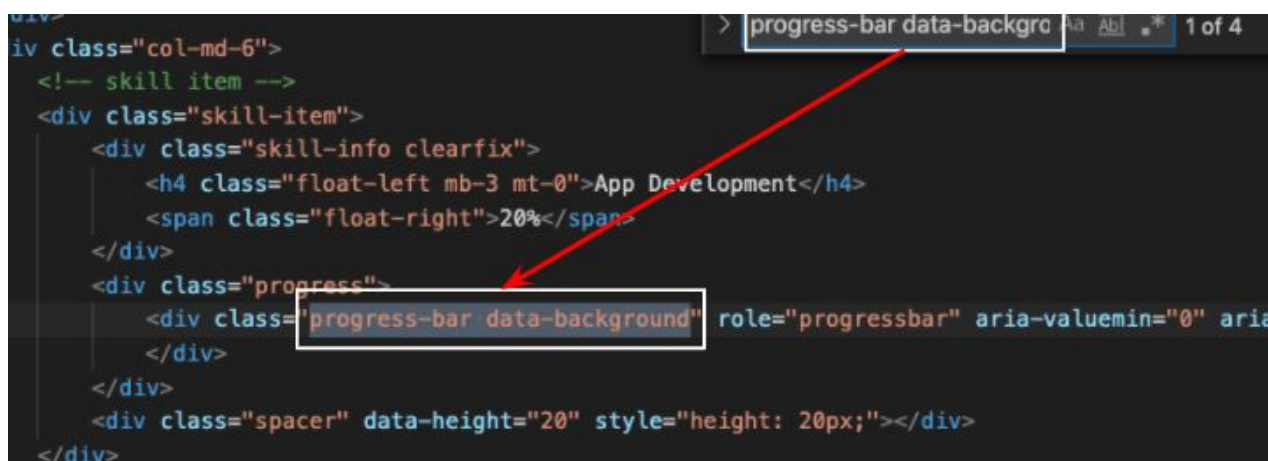 div>
> progress-bar data-backgro Aa Abl .* 1 of 4
iv class="col-md-6">
<!-- skill item -->
<div class="skill-item">
<div class="skill-info clearfix">
<h4 class="float-left mb-3 mt-0">App Development</h4>
<span class="float-right">20%</span>
</div>
<div class="progress">
<div class="progress-bar data-background" role="progressbar" aria-valuemin="0" aria
</div>
</div>
<div class="spacer" data-height="20" style="height: 20px;"></div>
</div>